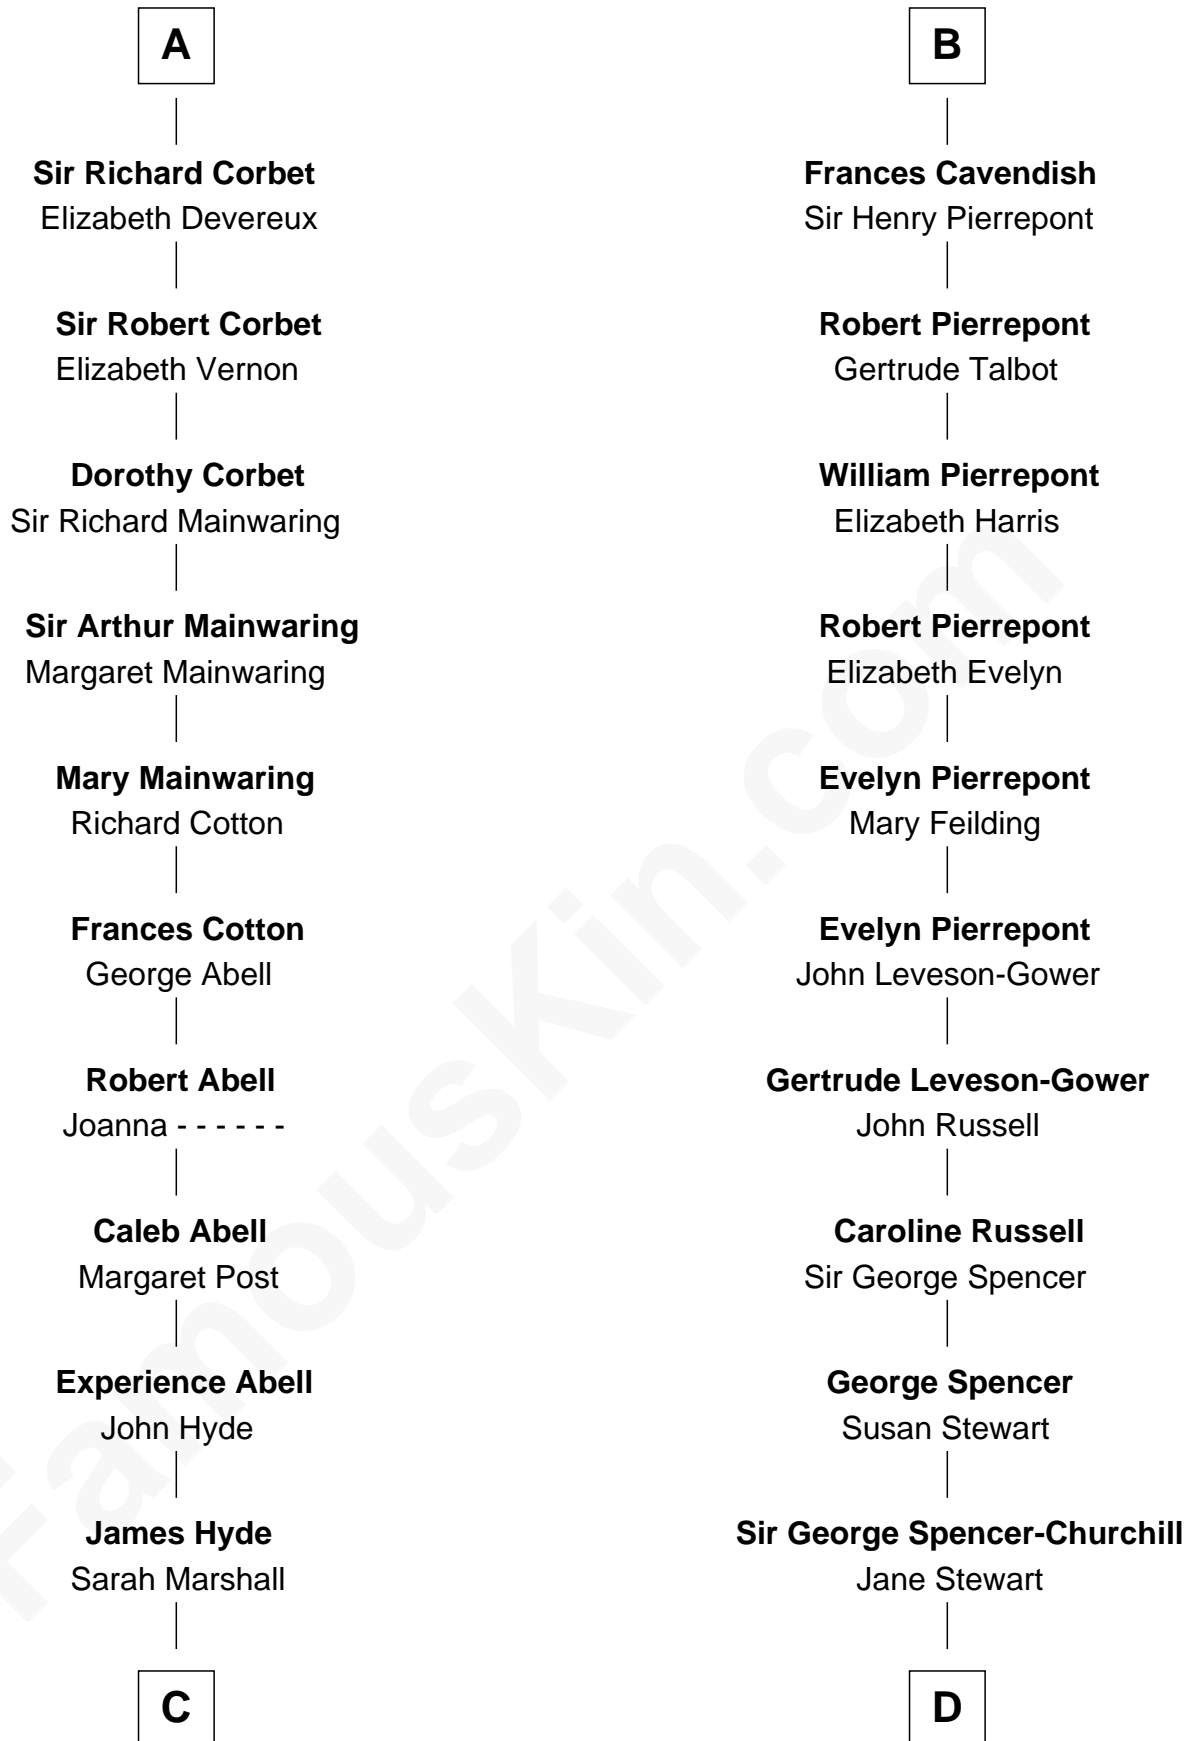 A
Sir Richard Corbet
Elizabeth Devereux
Sir Robert Corbet
Elizabeth Vernon
Dorothy Corbet
Sir Richard Mainwaring
Sir Arthur Mainwaring
Margaret Mainwaring
Mary Mainwaring
Richard Cotton
Frances Cotton
George Abell
Robert Abell
Joanna - - - - - -
Caleb Abell
Margaret Post
Experience Abell
John Hyde
James Hyde
Sarah Marshall
C
B
Frances Cavendish
Sir Henry Pierrepont
Robert Pierrepont
Gertrude Talbot
William Pierrepont
Elizabeth Harris
Robert Pierrepont
Elizabeth Evelyn
Evelyn Pierrepont
Mary Feilding
Evelyn Pierrepont
John Leveson-Gower
Gertrude Leveson-Gower
John Russell
Caroline Russell
Sir George Spencer
George Spencer
Susan Stewart
Sir George Spencer-Churchill
Jane Stewart
D
FamousKin.com